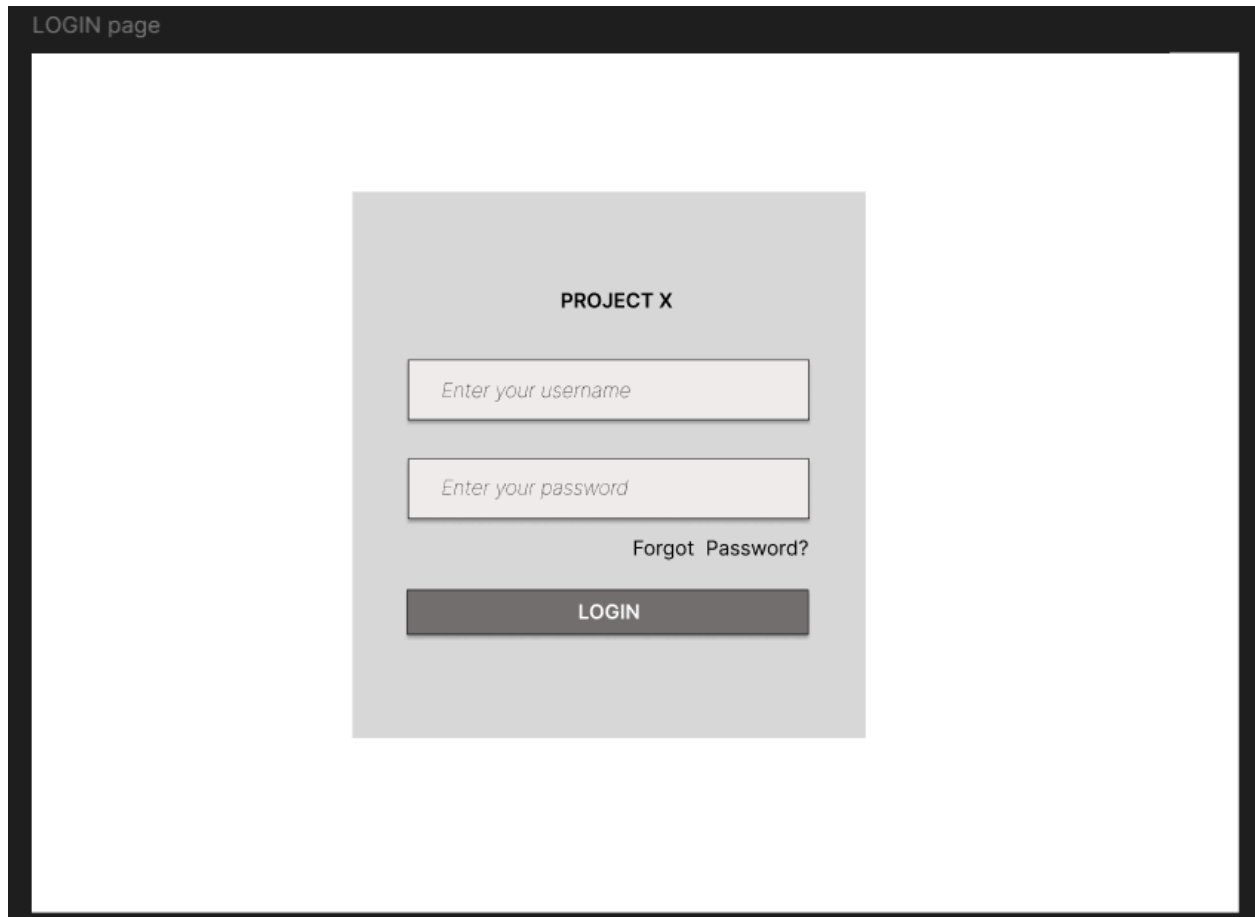 LOGIN page
PROJECT X
Enter your username
Enter your password
Forgot Password?
LOGIN